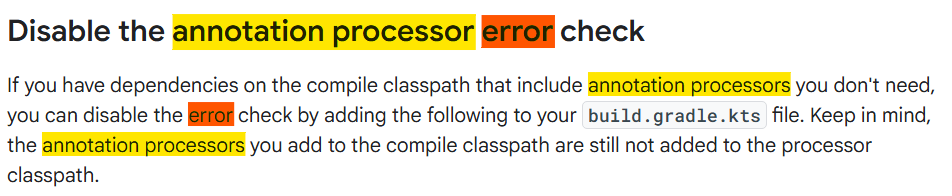 Disable the annotation processor error check
If you have dependencies on the compile classpath that include annotation processors you don't need,
you can disable the error check by adding the following to your build.gradle.kts file. Keep in mind,
the annotation processors you add to the compile classpath are still not added to the processor
classpath.